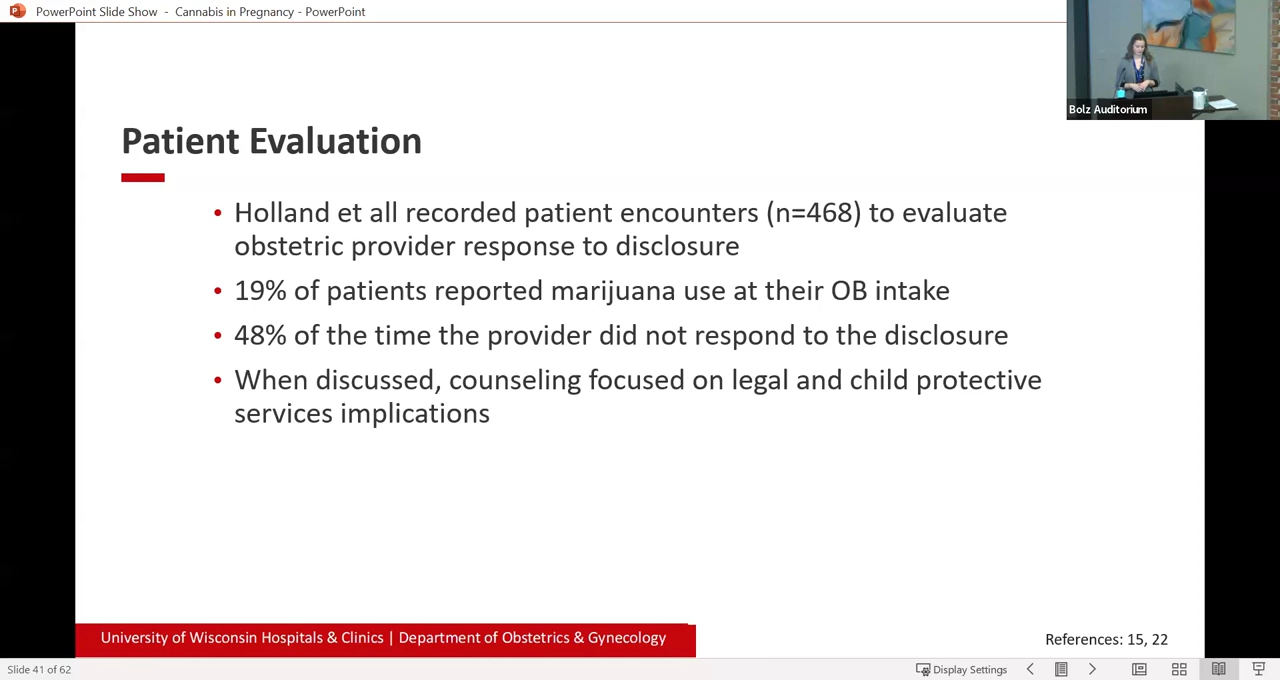 PowerPoint Slide Show - Cannabis in Pregnancy - PowerPoint
Bolz Auditorium
Patient Evaluation
• Holland et all recorded patient encounters (n=468) to evaluate
obstetric provider response to disclosure
• 19% of patients reported marijuana use at their OB intake
• 48% of the time the provider did not respond to the disclosure
• When discussed, counseling focused on legal and child protective
services implications
University of Wisconsin Hospitals & Clinics | Department of Obstetrics & Gynecology
References: 15, 22
Slide 41 of 62
Display Settings